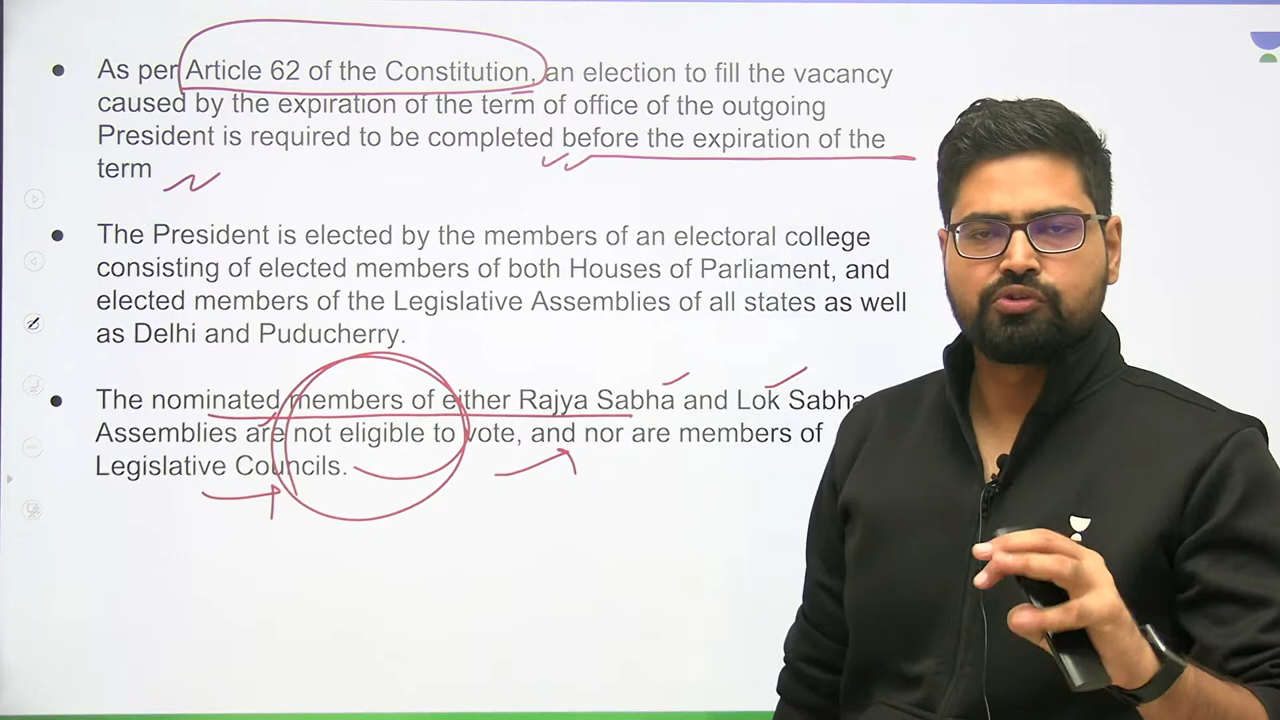 As per Article 62 of the Constitution, an election to fill the vacancy
caused by the expiration of the term of office of the outgoing
President is required to be completed before the expiration of the
term
The President is elected by the members of an electoral college
consisting of elected members of both Houses of Parliament, and
elected members of the Legislative Assemblies of all states as well
as Delhi and Puducherry.
The nominated members of either Rajya Sabha and Lok Sabha
Assemblies are not eligible to vote, and nor are members of
Legislative Councils.